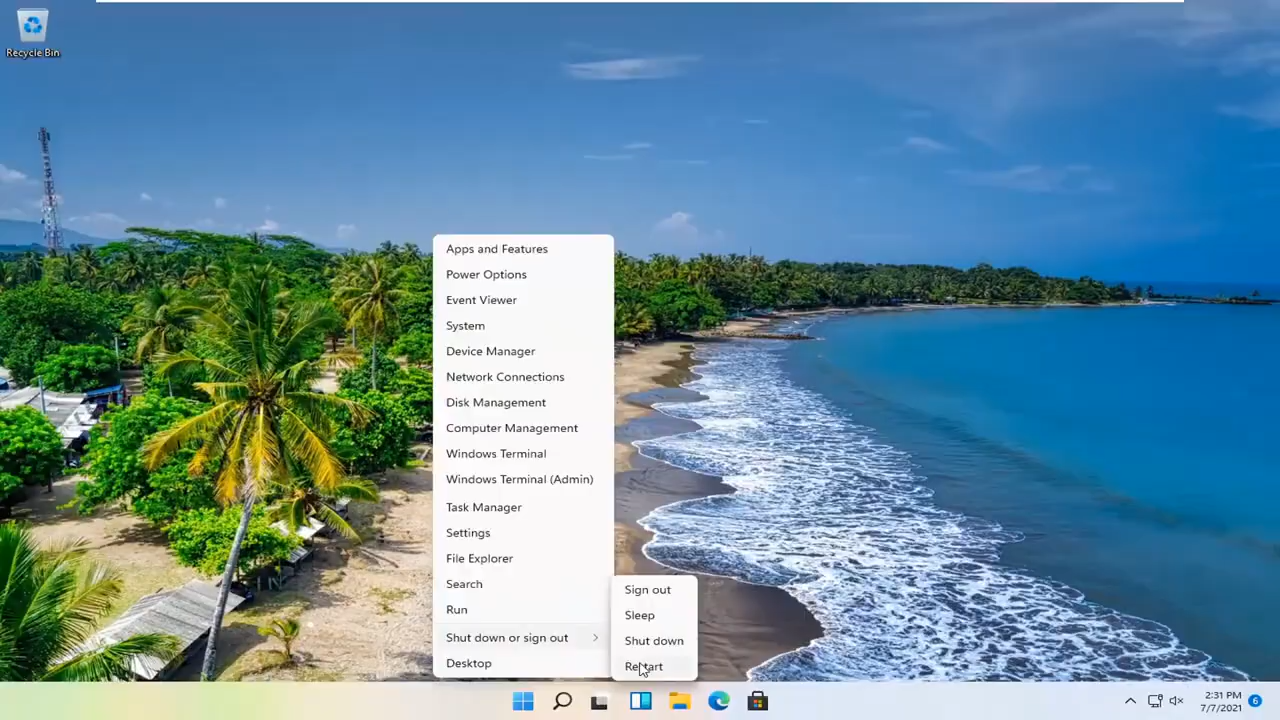 Recycle Bin
Apps and Features
Power Options
Event Viewer
System
Device Manager
Network Connections
Disk Management
Computer Management
Windows Terminal
Windows Terminal (Admin)
Task Manager
Settings
File Explorer
Search
Run
Shut down or sign out
Desktop
Sign out
Sleep
Shut down
Restart
2:31 PM
7/7/2021
6